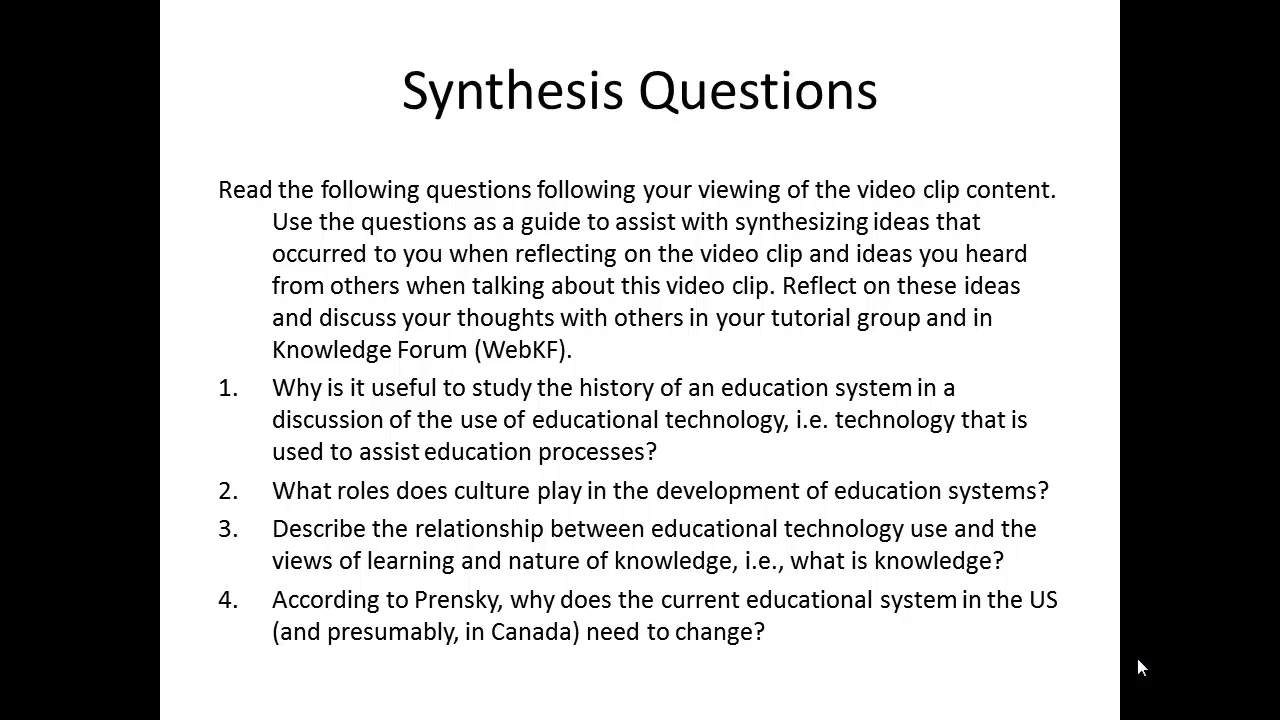 Synthesis Questions
Read the following questions following your viewing of the video clip content.
Use the questions as a guide to assist with synthesizing ideas that
occurred to you when reflecting on the video clip and ideas you heard
from others when talking about this video clip. Reflect on these ideas
and discuss your thoughts with others in your tutorial group and in
Knowledge Forum (WebKF).
1. Why is it useful to study the history of an education system in a
discussion of the use of educational technology, i.e. technology that is
used to assist education processes?
2. What roles does culture play in the development of education systems?
3. Describe the relationship between educational technology use and the
views of learning and nature of knowledge, i.e., what is knowledge?
4. According to Prensky, why does the current educational system in the US
(and presumably, in Canada) need to change?